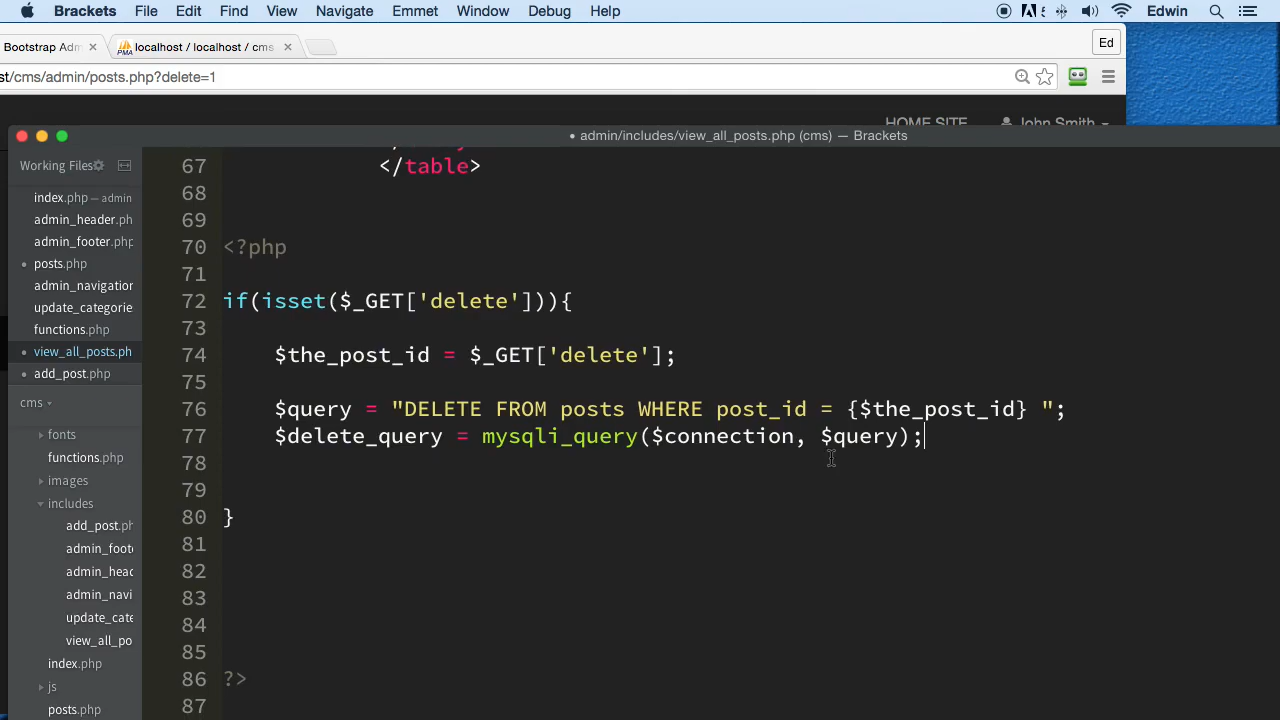 Brackets File Edit Find View Navigate Emmet Window Debug Help Edwin
Bootstrap Adm localhost / localhost / cms Ed
st/cms/admin/posts.php?delete=1
HOME SITE John Smith
• admin/includes/view_all_posts.php (cms) — Brackets
Working Files
index.php — admin
admin_header.ph
admin_footer.php
posts.php
admin_navigation
update_categorie
functions.php
view_all_posts.ph
add_post.php
cms
fonts
functions.php
images
includes
add_post.ph
admin_foote
admin_head
admin_navi
update_cate
view_all_po
index.php
js
posts.php
67 </table>
68
69
70 <?php
71
72 if(isset($_GET['delete'])){
73
74 $the_post_id = $_GET['delete'];
75
76 $query = "DELETE FROM posts WHERE post_id = {$the_post_id} ";
77 $delete_query = mysqli_query($connection, $query);
78
79
80 }
81
82
83
84
85
86 ?>
87